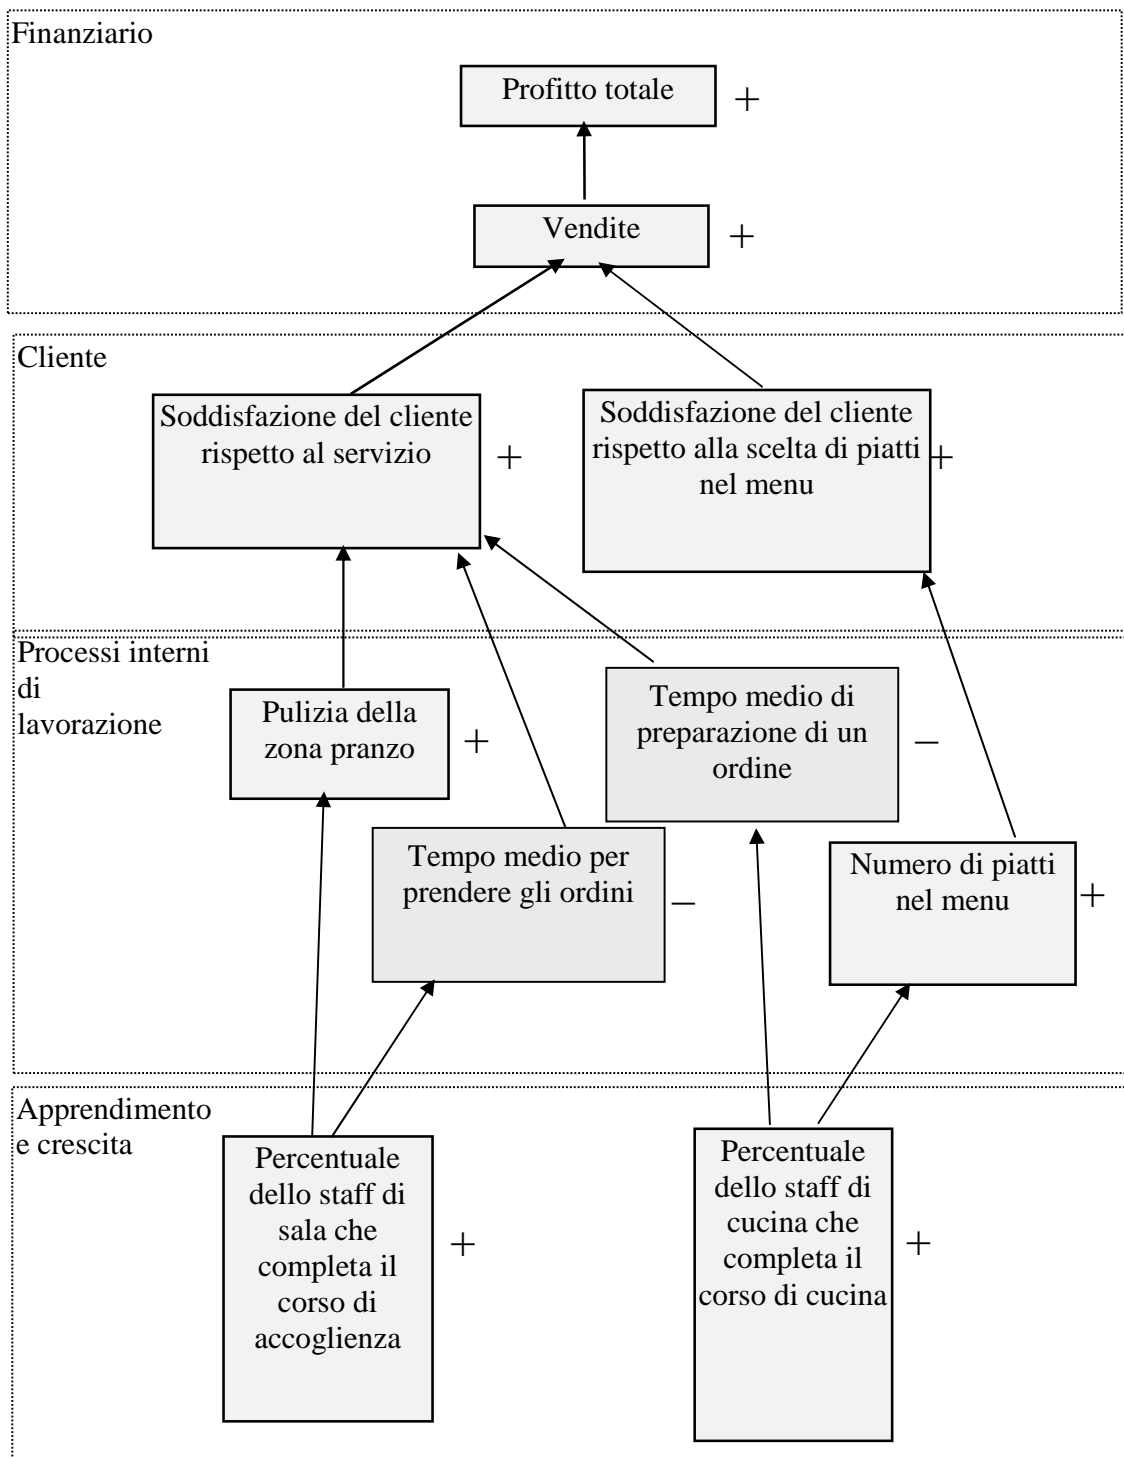 Finanziario
Profitto totale
+
Vendite
+
Cliente
Soddisfazione del cliente
rispetto al servizio
+
Soddisfazione del cliente
rispetto alla scelta di piatti
nel menu
+
Processi interni
di
lavorazione
Pulizia della
zona pranzo
+
Tempo medio di
preparazione di un
ordine
–
Tempo medio per
prendere gli ordini
–
Numero di piatti
nel menu
+
Apprendimento
e crescita
Percentuale
dello staff di
sala che
completa il
corso di
accoglienza
+
Percentuale
dello staff di
cucina che
completa il
corso di cucina
+